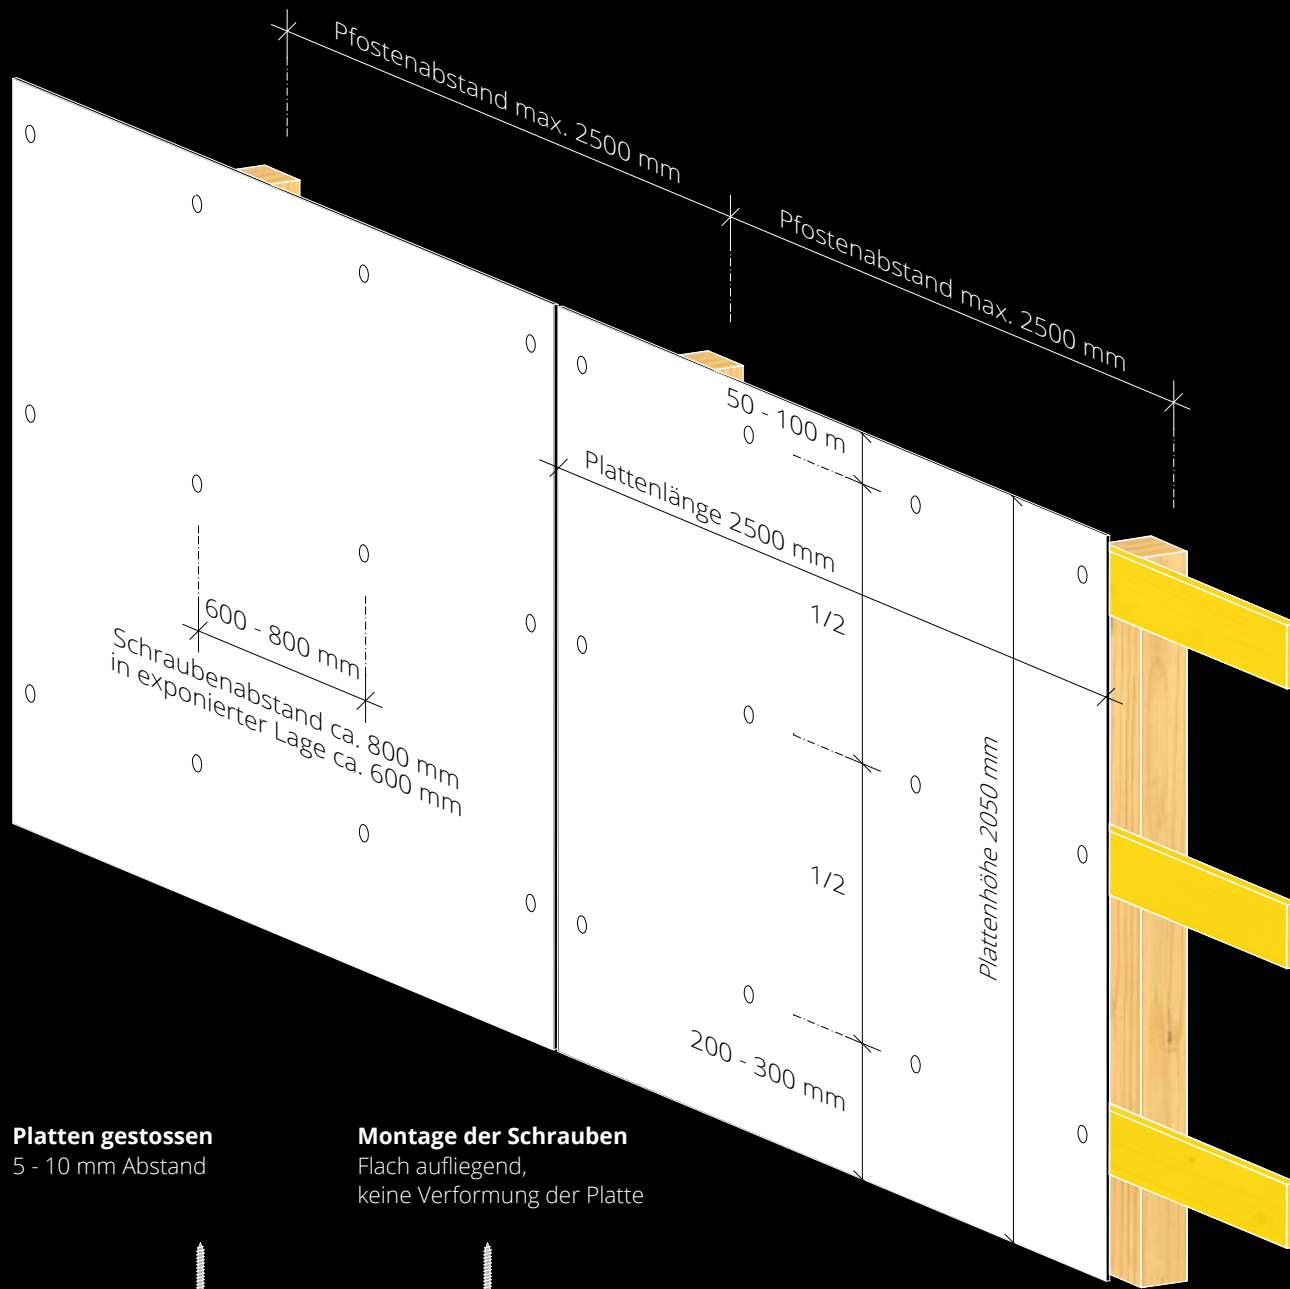 Pfostenabstand max. 2500 mm
Pfostenabstand max. 2500 mm
50 - 100 m
Plattenlänge 2500 mm
1/2
600 - 800 mm
Schraubenabstand ca. 800 mm
in exponierter Lage ca. 600 mm
Plattenhöhe 2050 mm
1/2
200 - 300 mm
Platten gestossen
5 - 10 mm Abstand
Montage der Schrauben
Flach aufliegend,
keine Verformung der Platte